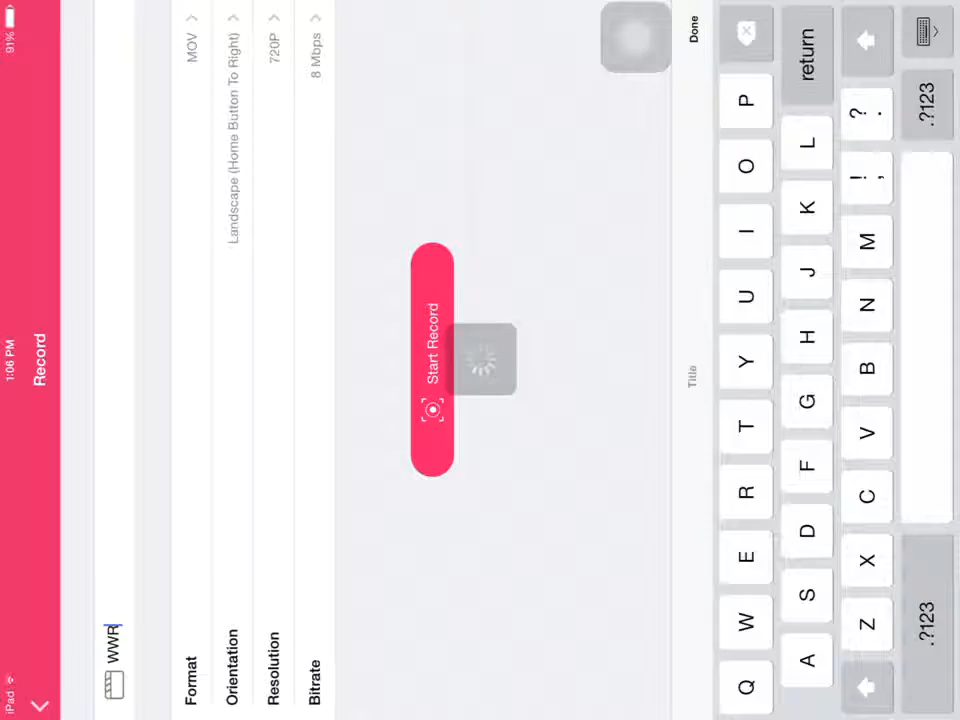 iPad 1:06 PM 91%
Record
WWR
Format MOV
Orientation Landscape (Home Button To Right)
Resolution 720P
Bitrate 8 Mbps
Start Record
Title Done
Q W E R T Y U I O P
A S D F G H J K L return
Z X C V B N M ! , ? .
.?123 .?123